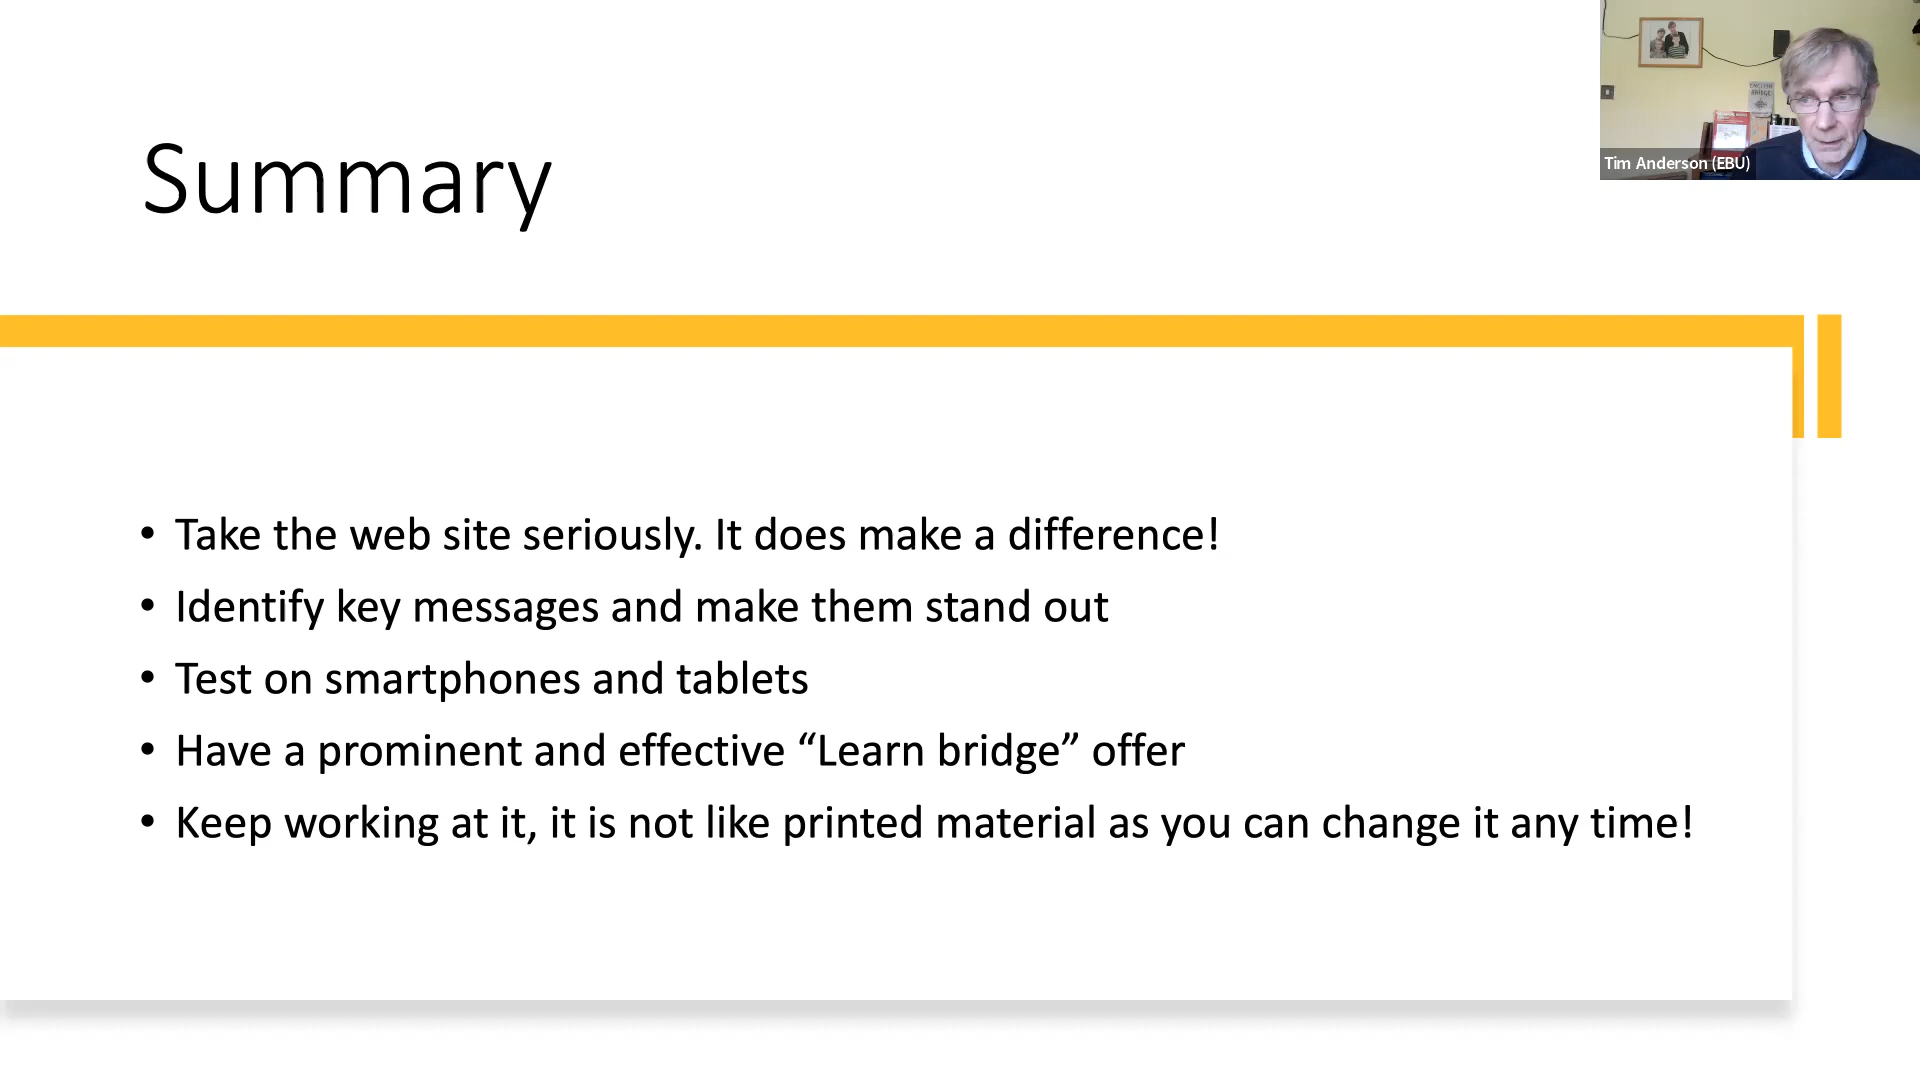 Summary
Tim Anderson (EBU)
ENGLISH
BRIDGE
• Take the web site seriously. It does make a difference!
• Identify key messages and make them stand out
• Test on smartphones and tablets
• Have a prominent and effective “Learn bridge” offer
• Keep working at it, it is not like printed material as you can change it any time!